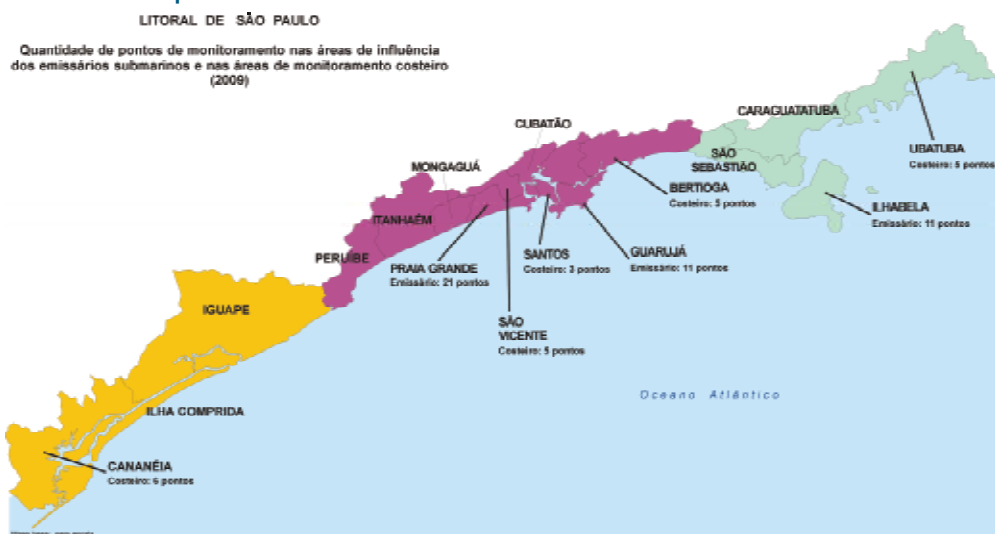 LITORAL DE SÃO PAULO
Quantidade de pontos de monitoramento nas áreas de influência
dos emissários submarinos e nas áreas de monitoramento costeiro
(2009)
CUBATÃO
CARAGUATATUBA
UBATUBA
Costeiro: 5 pontos
MONGAGUÁ
SÃO
SEBASTIÃO
BERTIOGA
Costeiro: 5 pontos
ILHABELA
Emissário: 11 pontos
ITANHAÉM
PERUÍBE
PRAIA GRANDE
Emissário: 21 pontos
SANTOS
Costeiro: 3 pontos
GUARUJÁ
Emissário: 11 pontos
IGUAPE
SÃO
VICENTE
Costeiro: 5 pontos
Oceano Atlântico
ILHA COMPRIDA
CANANÉIA
Costeiro: 6 pontos